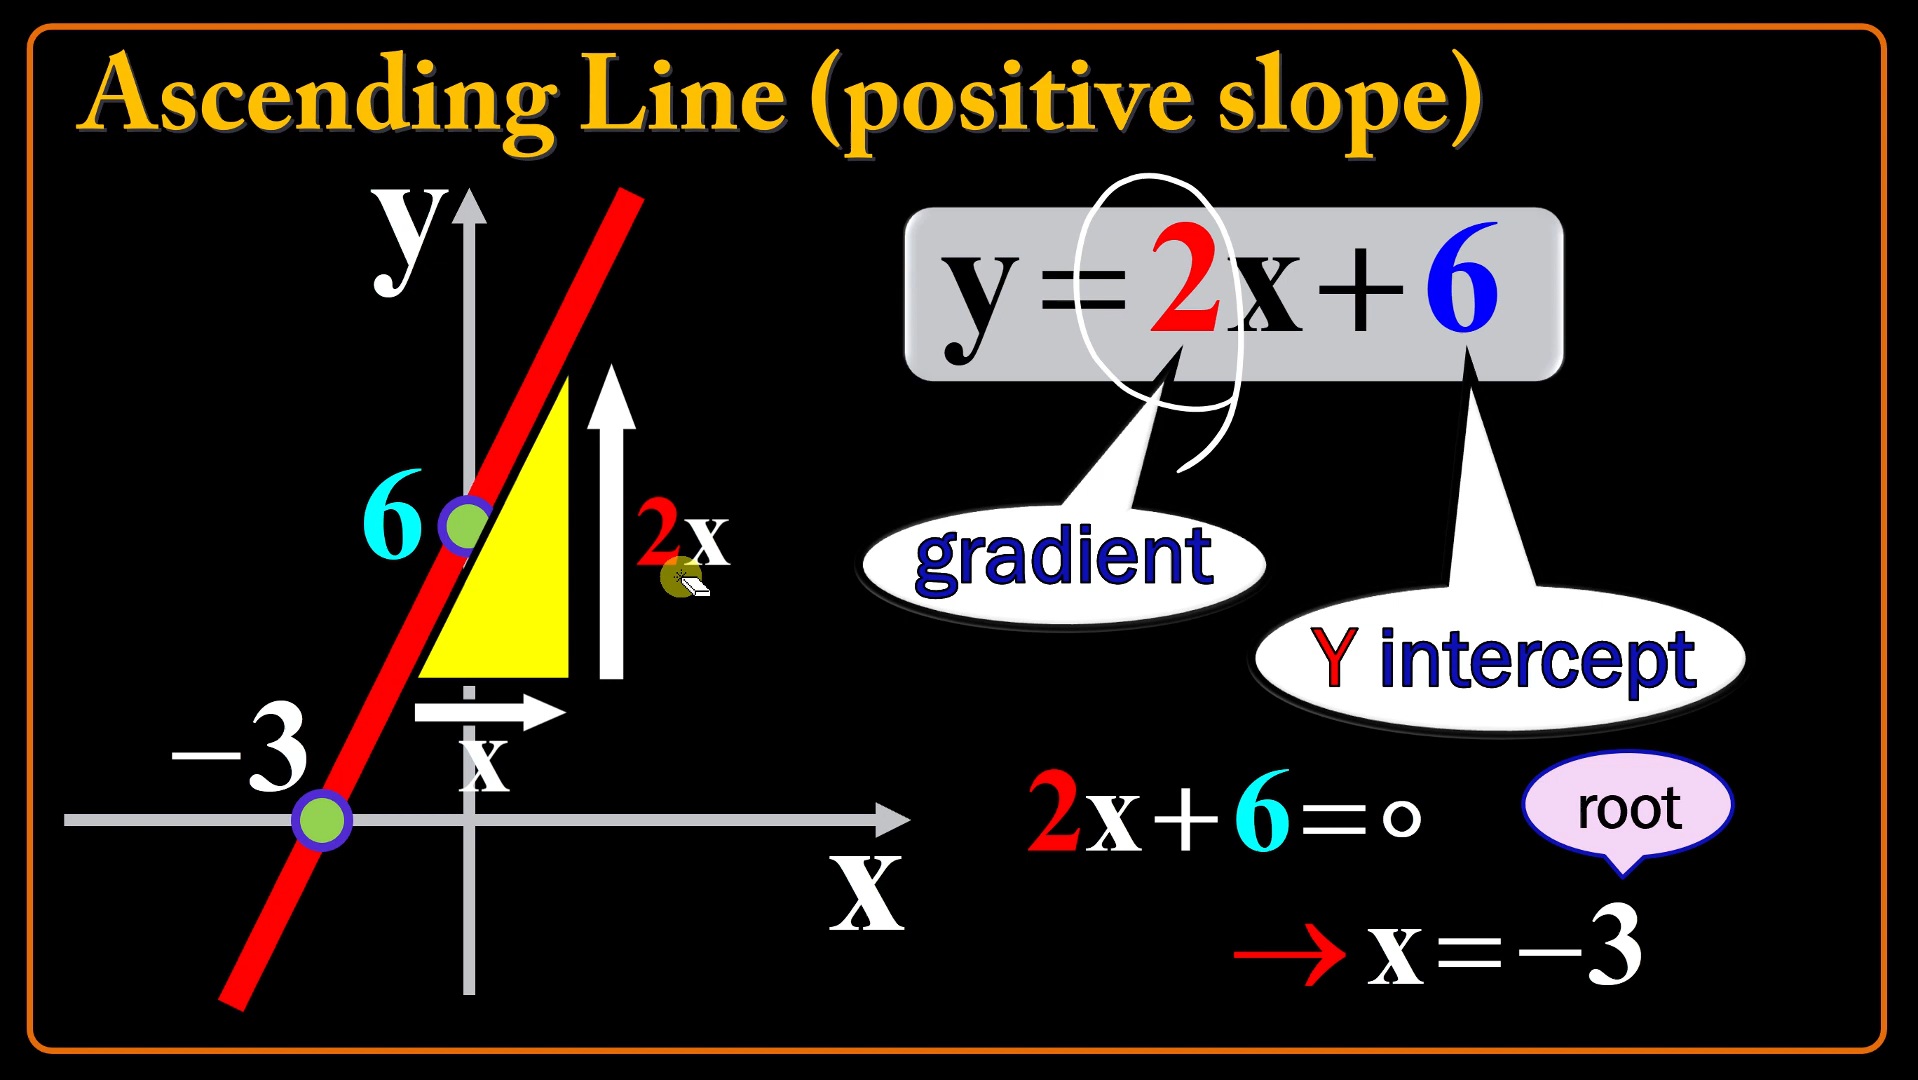 Ascending Line (positive slope)
y
y = 2x + 6
6
2x
gradient
Y intercept
−3
x
x
2x + 6 = 0
root
→ x = −3